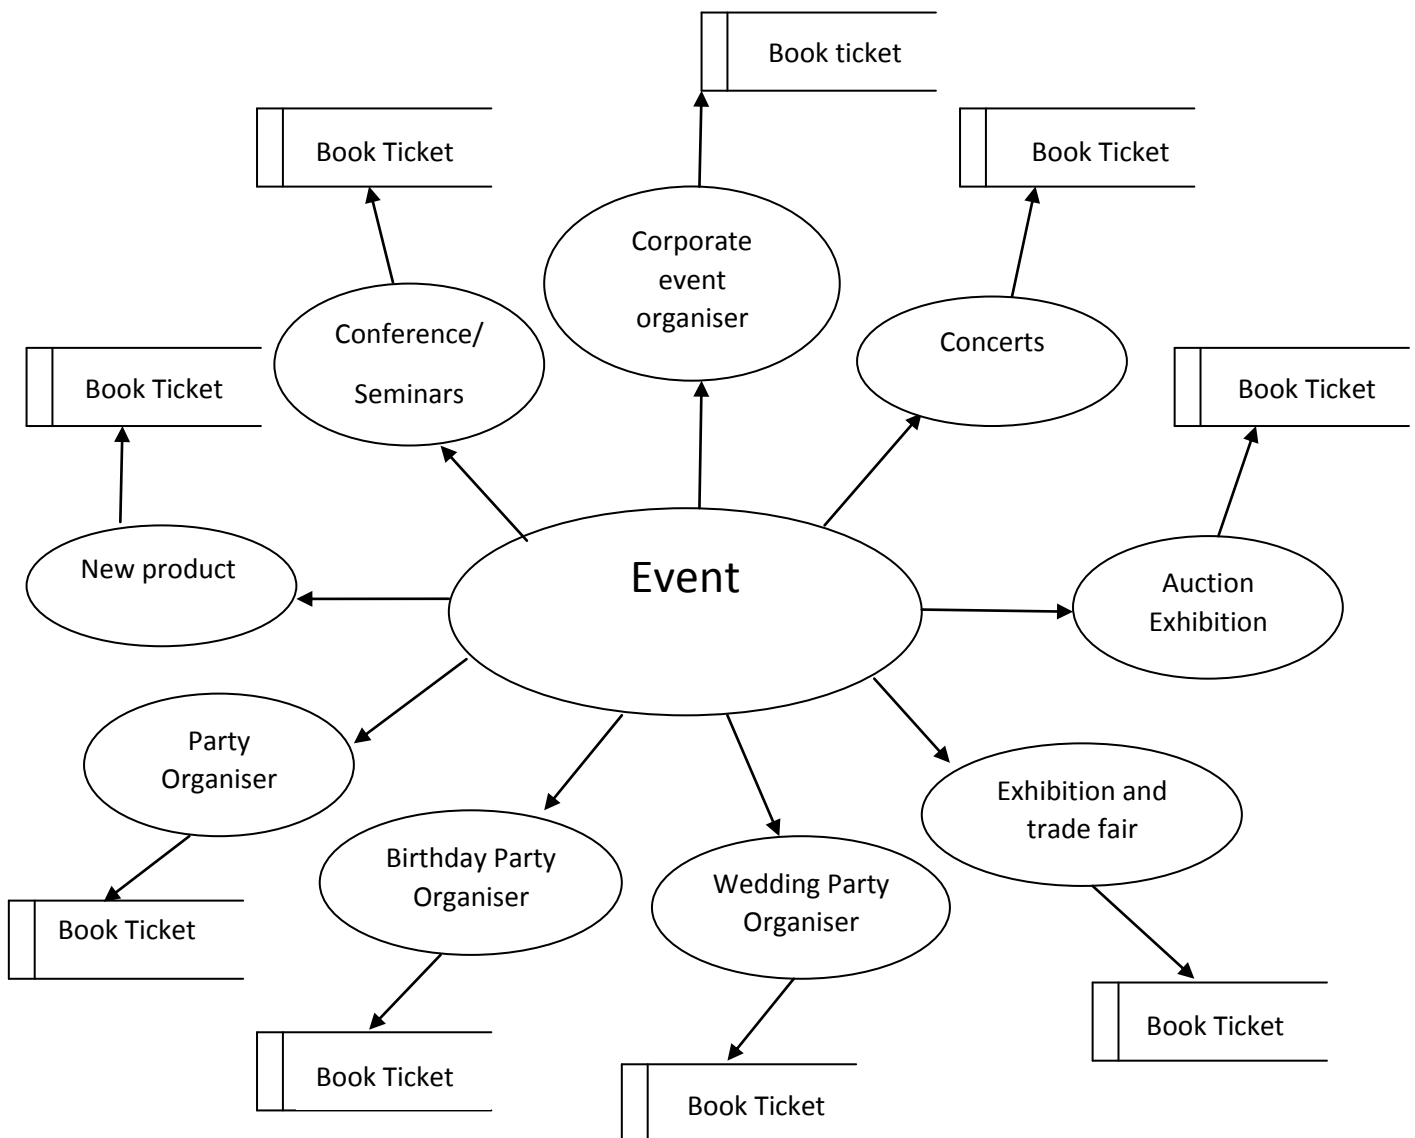 Book ticket
Book Ticket
Book Ticket
Corporate
event
organiser
Conference/
Seminars
Concerts
Book Ticket
Book Ticket
New product
Event
Auction
Exhibition
Party
Organiser
Exhibition and
trade fair
Birthday Party
Organiser
Wedding Party
Organiser
Book Ticket
Book Ticket
Book Ticket
Book Ticket